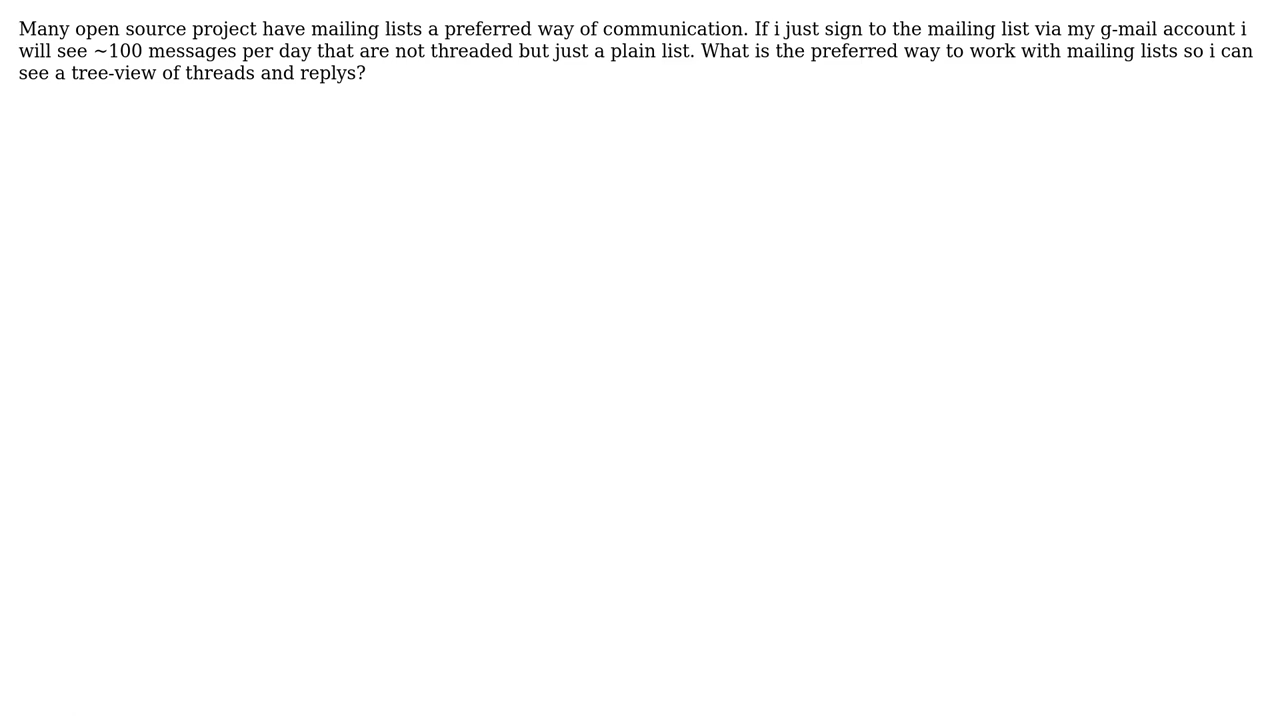 Many open source project have mailing lists a preferred way of communication. If i just sign to the mailing list via my g-mail account i
will see ~100 messages per day that are not threaded but just a plain list. What is the preferred way to work with mailing lists so i can
see a tree-view of threads and replys?